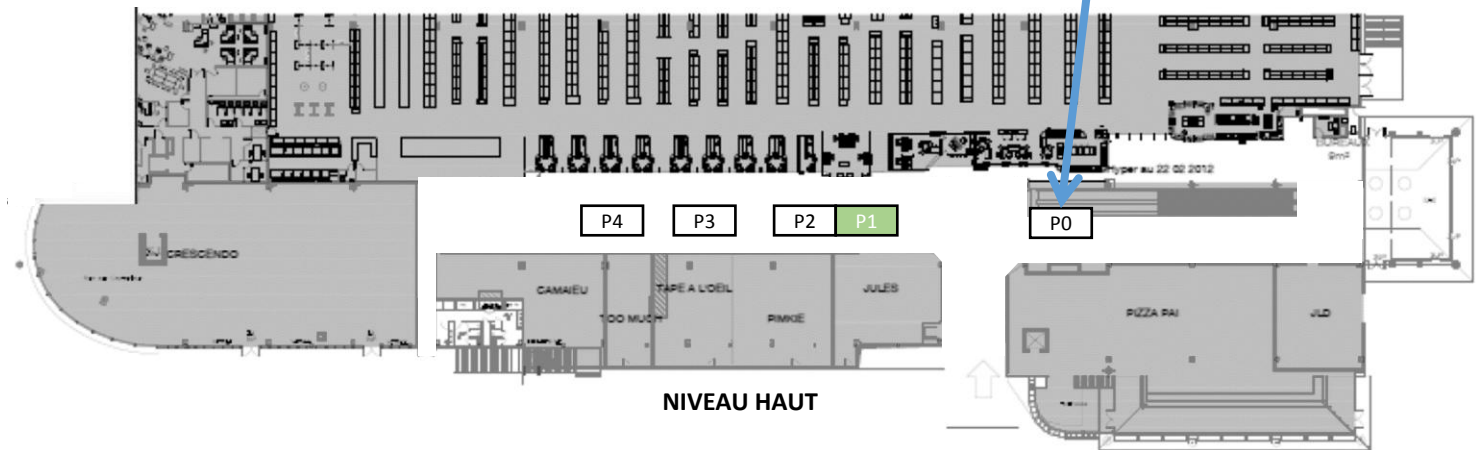 BUREAUX
9m²
Hyper au 22 02 2012
P4
P3
P2
P1
P0
CRESCENDO
CAMAIEU
TAPE A L'OEIL
JULES
TOO MUCH
PIMKIE
PIZZA PAI
JLD
NIVEAU HAUT